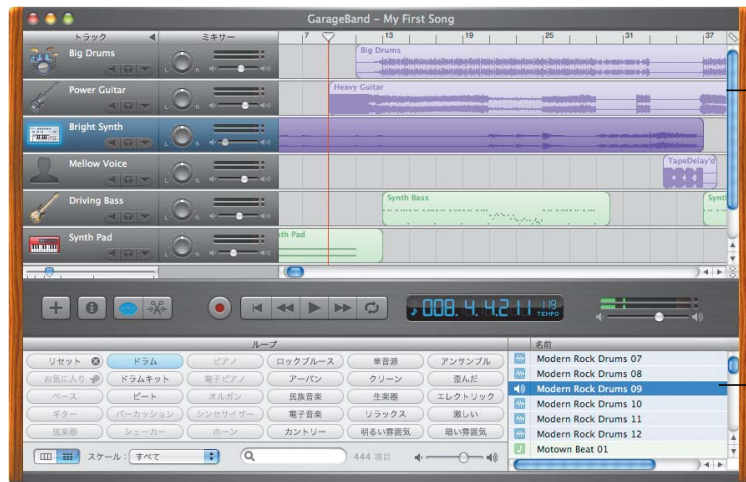 GarageBand – My First Song
トラック ミキサー 7 13 19 25 31 37
Big Drums
Big Drums
L R
Power Guitar
Heavy Guitar
L R
Bright Synth
L R
Mellow Voice
TapeDelay'd
L R
Driving Bass
Synth Bass
Synt
L R
Synth Pad
th Pad
L R
008. 4. 4.211 119
TEMPO
ループ 名前
リセット ドラム ピアノ ロックブルース 単音源 アンサンブル
お気に入り ドラムキット 電子ピアノ アーバン クリーン 歪んだ
ベース ビート オルガン 民族音楽 生楽器 エレクトリック
ギター パーカッション シンセサイザー 電子音楽 リラックス 激しい
弦楽器 シェーカー ホーン カントリー 明るい雰囲気 暗い雰囲気
Modern Rock Drums 07
Modern Rock Drums 08
Modern Rock Drums 09
Modern Rock Drums 10
Modern Rock Drums 11
Modern Rock Drums 12
Motown Beat 01
スケール： すべて 444 項目